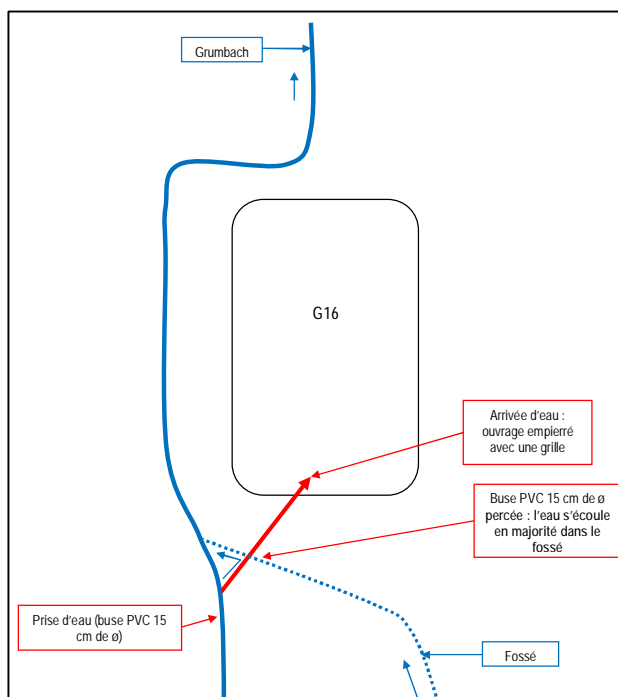 Grumbach
G16
Arrivée d'eau :
ouvrage empierré
avec une grille
Buse PVC 15 cm de ø
percée : l'eau s'écoule
en majorité dans le
fossé
Prise d'eau (buse PVC 15
cm de ø)
Fossé